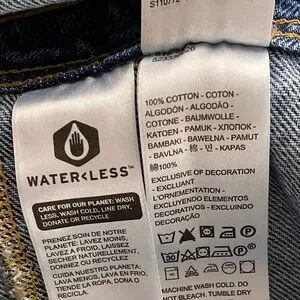 S110772
WATER<LESS™
CARE FOR OUR PLANET: WASH
LESS, WASH COLD, LINE DRY,
DONATE OR RECYCLE
PRENEZ SOIN DE NOTRE
PLANÈTE: LAVEZ MOINS,
LAVEZ À FROID, LAISSEZ
SÉCHER NATURELLEMENT,
DONNEZ OU RECYCLEZ
CUIDA NUESTRO PLANETA:
LAVA MENOS, LAVA EN FRIO,
TIENDE LA ROPA, DONA O
RECICLA
100% COTTON - COTON -
ALGODÓN - ALGODÃO -
COTONE - BAUMWOLLE -
KATOEN - PAMUK - ХЛОПОК -
BAMBAKI - BAWEŁNA - PAMUT
- BAVLNA - 棉 - 면 - KAPAS
綿100%
EXCLUSIVE OF DECORATION
- EXCLUANT
L'ORNEMENTATION -
EXCLUYENDO ELEMENTOS
DECORATIVOS -
MACHINE WASH COLD. DO
NOT BLEACH. TUMBLE DRY